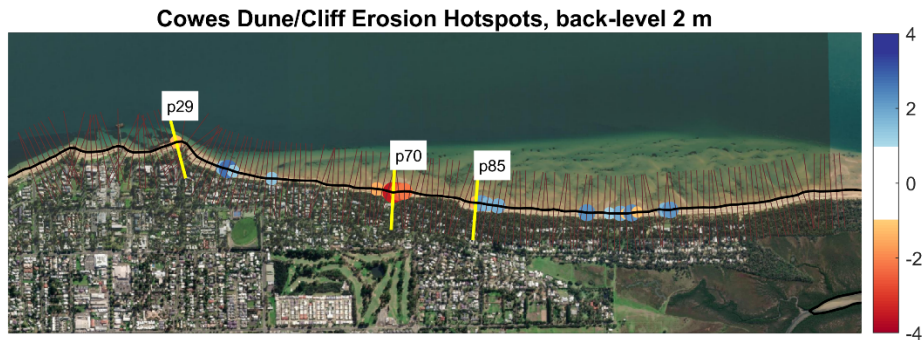 Cowes Dune/Cliff Erosion Hotspots, back-level 2 m
p29
p70
p85
4
2
0
-2
-4